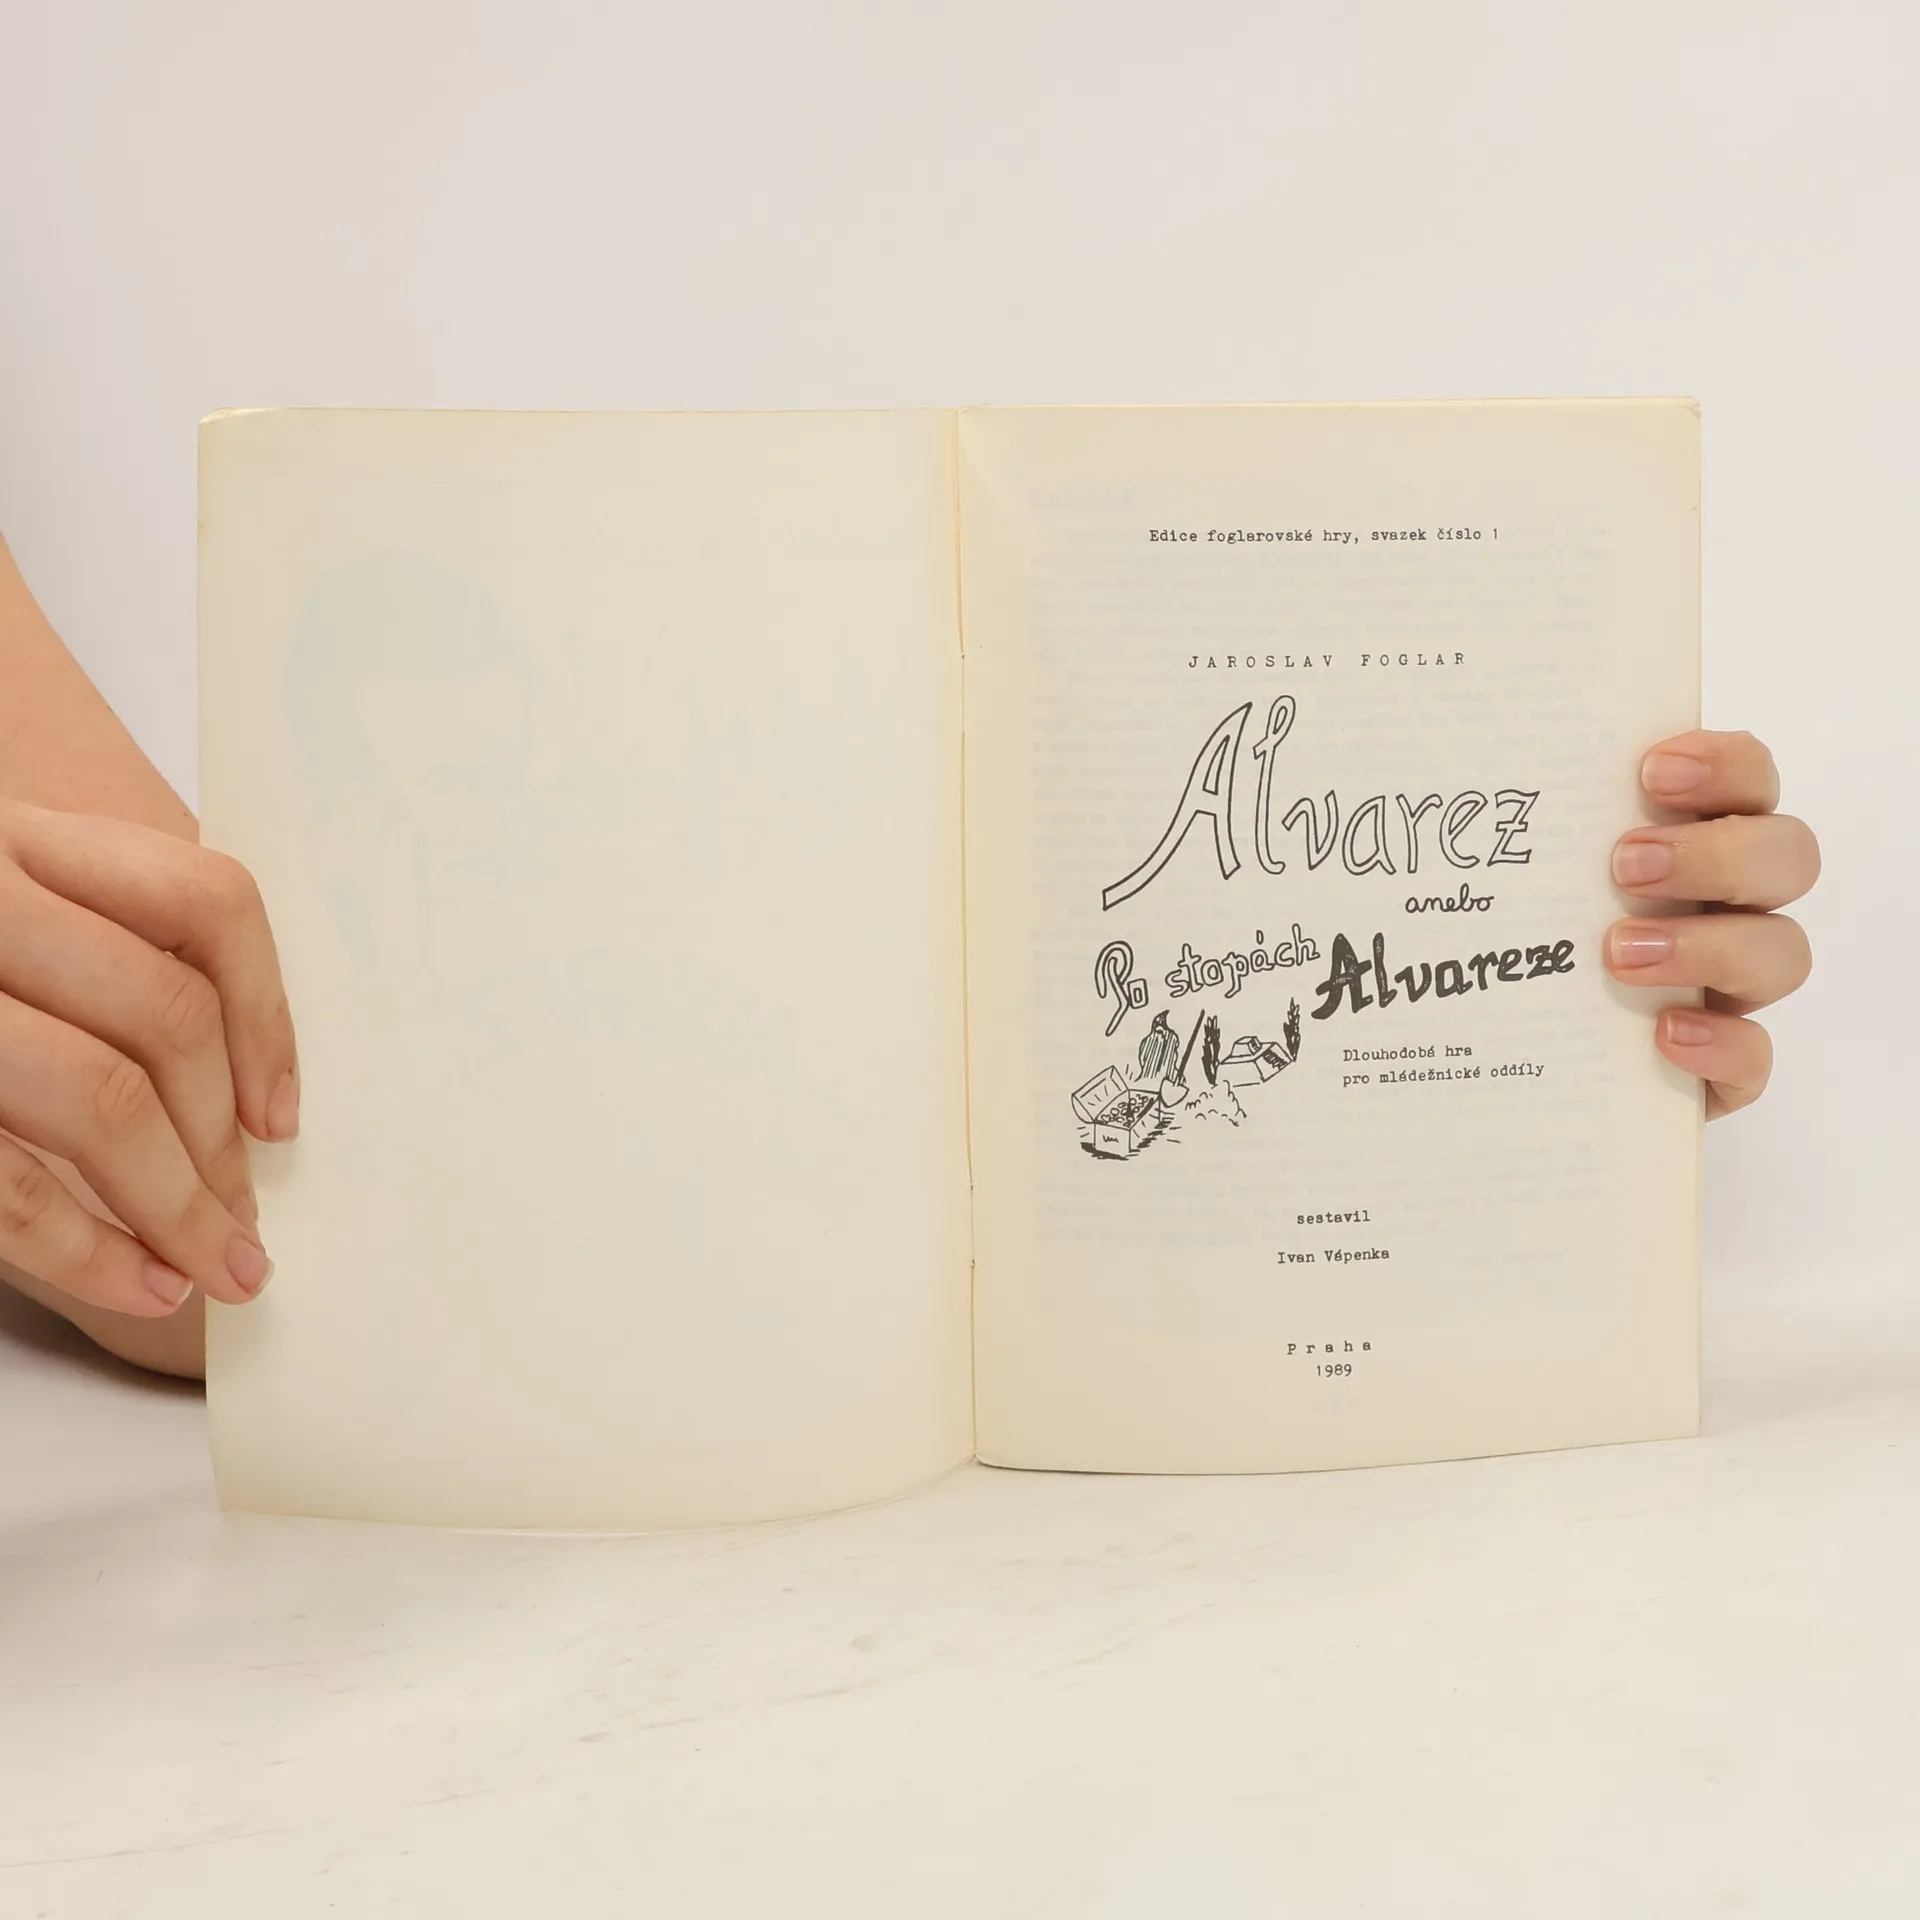 Edice foglarovské hry, svazek číslo 1
JAROSLAV FOGLAR
Alvarez
anebo
Po stopách Alvareze
Dlouhodobá hra
pro mládežnické oddíly
sestavil
Ivan Vápenka
Praha
1989